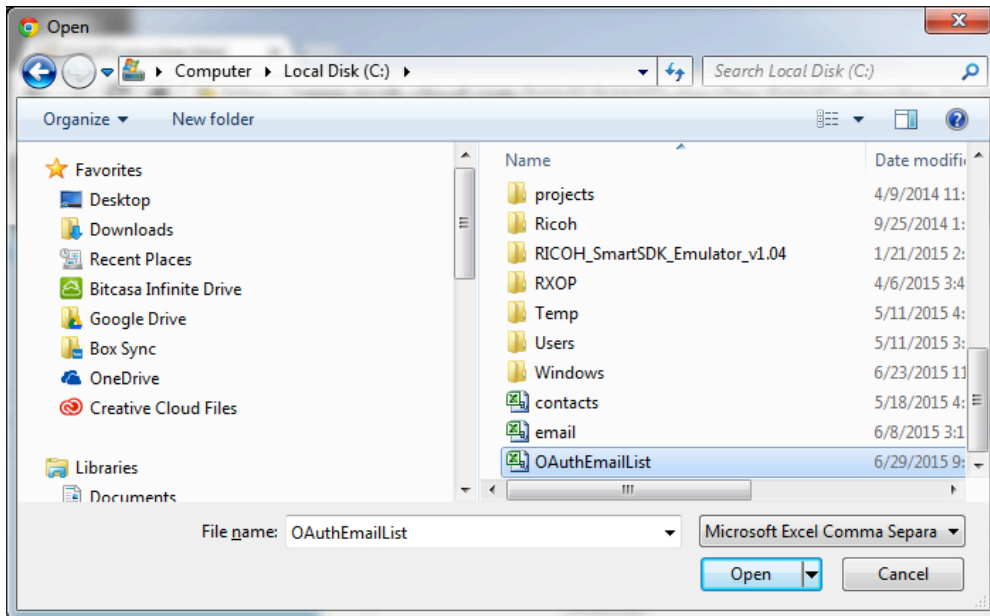 Open
Computer Local Disk (C:) Search Local Disk (C:)
Organize New folder
Name Date modifi
Favorites
Desktop
Downloads
Recent Places
Bitcasa Infinite Drive
Google Drive
Box Sync
OneDrive
Creative Cloud Files
Libraries
Documents
projects 4/9/2014 11:
Ricoh 9/25/2014 1:
RICOH_SmartSDK_Emulator_v1.04 1/21/2015 2:
RXOP 4/6/2015 3:4
Temp 5/11/2015 4:
Users 5/11/2015 3:
Windows 6/23/2015 11
contacts 5/18/2015 4:
email 6/8/2015 3:1
OAuthEmailList 6/29/2015 9:
File name: OAuthEmailList Microsoft Excel Comma Separa
Open Cancel